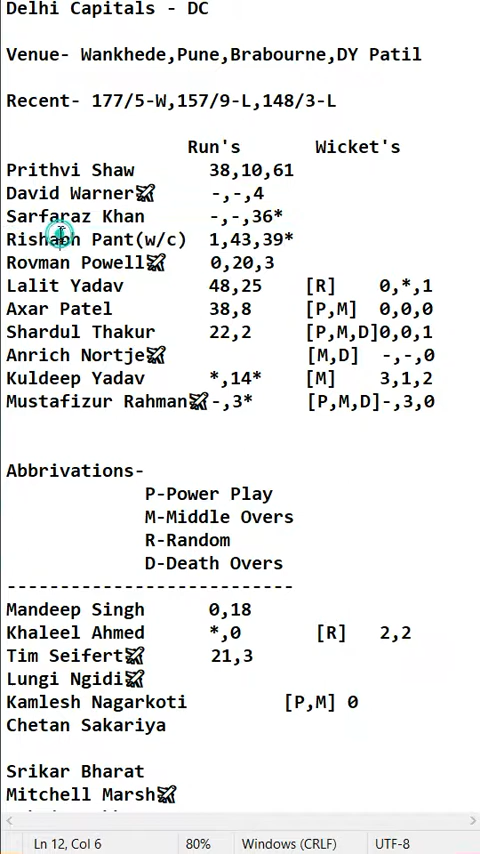 Delhi Capitals - DC
Venue- Wankhede,Pune,Brabourne,DY Patil
Recent- 177/5-W,157/9-L,148/3-L
Run's Wicket's
Prithvi Shaw 38,10,61
David Warner✈ -,-,4
Sarfaraz Khan -,-,36*
Rishabh Pant(w/c) 1,43,39*
Rovman Powell✈ 0,20,3
Lalit Yadav 48,25 [R] 0,*,1
Axar Patel 38,8 [P,M] 0,0,0
Shardul Thakur 22,2 [P,M,D]0,0,1
Anrich Nortje✈ [M,D] -,-,0
Kuldeep Yadav *,14* [M] 3,1,2
Mustafizur Rahman✈-,3* [P,M,D]-,3,0
Abbrivations-
P-Power Play
M-Middle Overs
R-Random
D-Death Overs
---------------------------
Mandeep Singh 0,18
Khaleel Ahmed *,0 [R] 2,2
Tim Seifert✈ 21,3
Lungi Ngidi✈
Kamlesh Nagarkoti [P,M] 0
Chetan Sakariya
Srikar Bharat
Mitchell Marsh✈
Ln 12, Col 6 80% Windows (CRLF) UTF-8